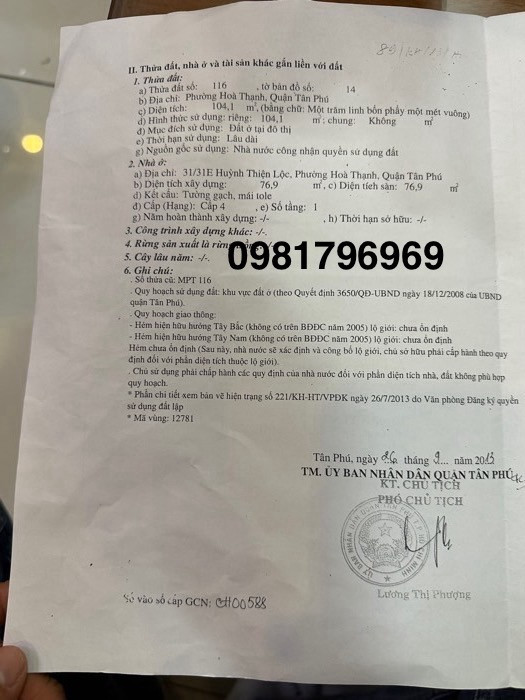 II. Thửa đất, nhà ở và tài sản khác gắn liền với đất
1. Thửa đất:
a) Thửa đất số: 116 , tờ bản đồ số: 14
b) Địa chỉ: Phường Hoà Thạnh, Quận Tân Phú
c) Diện tích: 104,1 m², (bằng chữ: Một trăm linh bốn phẩy một mét vuông)
d) Hình thức sử dụng: riêng: 104,1 m²; chung: Không m²
đ) Mục đích sử dụng: Đất ở tại đô thị
e) Thời hạn sử dụng: Lâu dài
g) Nguồn gốc sử dụng: Nhà nước công nhận quyền sử dụng đất
2. Nhà ở:
a) Địa chỉ: 31/31E Huỳnh Thiện Lộc, Phường Hoà Thạnh, Quận Tân Phú
b) Diện tích xây dựng: 76,9 m², c) Diện tích sàn: 76,9 m²
d) Kết cấu: Tường gạch, mái tole
đ) Cấp (Hạng): Cấp 4 , e) Số tầng: 1
g) Năm hoàn thành xây dựng: -/- , h) Thời hạn sở hữu: -/-
3. Công trình xây dựng khác: -/-
4. Rừng sản xuất là rừng
5. Cây lâu năm: -/-
0981796969
6. Ghi chú:
. Số thửa cũ: MPT 116
. Quy hoạch sử dụng đất: khu vực đất ở (theo Quyết định 3650/QĐ-UBND ngày 18/12/2008 của UBND
quận Tân Phú).
. Quy hoạch giao thông:
- Hẻm hiện hữu hướng Tây Bắc (không có trên BĐĐC năm 2005) lộ giới: chưa ổn định
- Hẻm hiện hữu hướng Tây Nam (không có trên BĐĐC năm 2005) lộ giới: chưa ổn định
Hẻm chưa ổn định (Sau này, nhà nước sẽ xác định và công bố lộ giới, chủ sở hữu phải cấp hành theo quy
định đối với phần diện tích thuộc lộ giới).
. Chủ sử dụng phải chấp hành các quy định của nhà nước đối với phần diện tích nhà, đất không phù hợp
quy hoạch.
* Phần chi tiết xem bản vẽ hiện trạng số 221/KH-HT/VPĐK ngày 26/7/2013 do Văn phòng Đăng ký quyền
sử dụng đất lập
* Mã vùng: 12781
Tân Phú, ngày 26 tháng 9... năm 2013
TM. ỦY BAN NHÂN DÂN QUẬN TÂN PHÚ
KT. CHỦ TỊCH
PHÓ CHỦ TỊCH
Lương Thị Phượng
Số vào sổ cấp GCN: CH00588